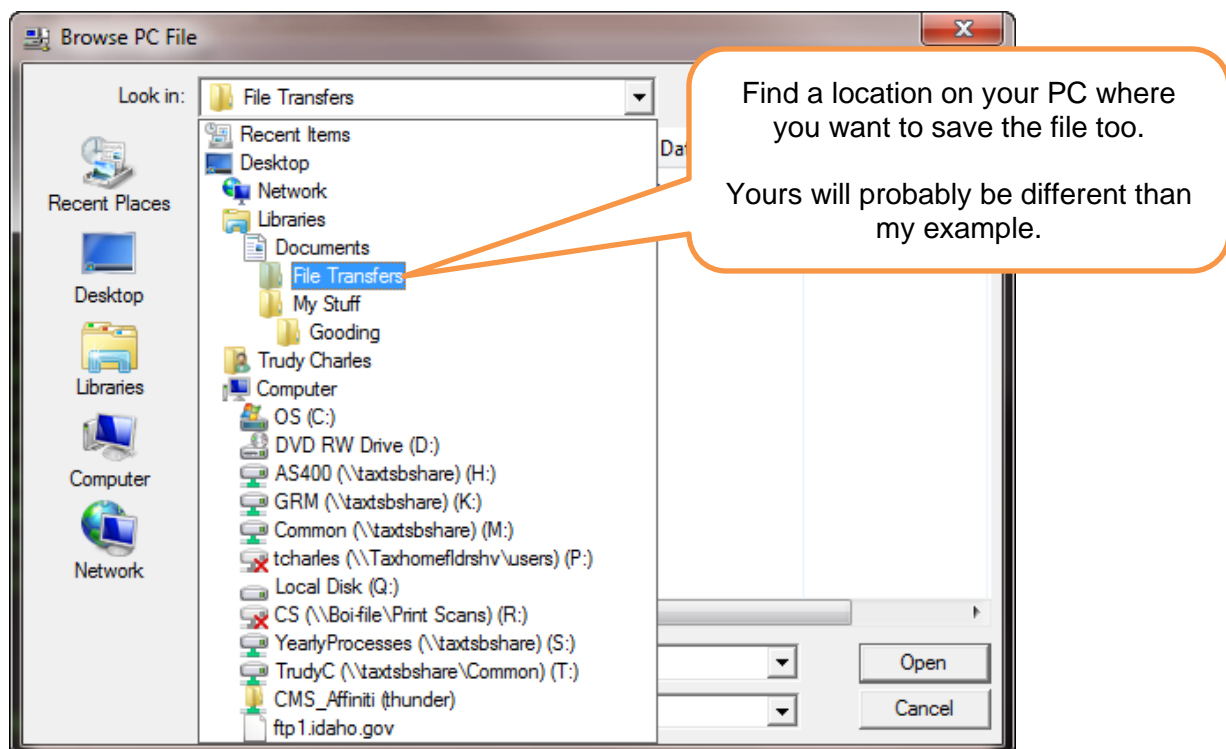 Browse PC File
Look in:
File Transfers
Find a location on your PC where
you want to save the file too.
Yours will probably be different than
my example.
Recent Places
Desktop
Libraries
Computer
Network
Recent Items
Desktop
Network
Libraries
Documents
File Transfers
My Stuff
Gooding
Trudy Charles
Computer
OS (C:)
DVD RW Drive (D:)
AS400 (\\taxtsbshare) (H:)
GRM (\\taxtsbshare) (K:)
Common (\\taxtsbshare) (M:)
tcharles (\\Taxhomefldrshv\users) (P:)
Local Disk (Q:)
CS (\\Boi-file\Print Scans) (R:)
YearlyProcesses (\\taxtsbshare) (S:)
TrudyC (\\taxtsbshare\Common) (T:)
CMS_Affiniti (thunder)
ftp1.idaho.gov
Open
Cancel